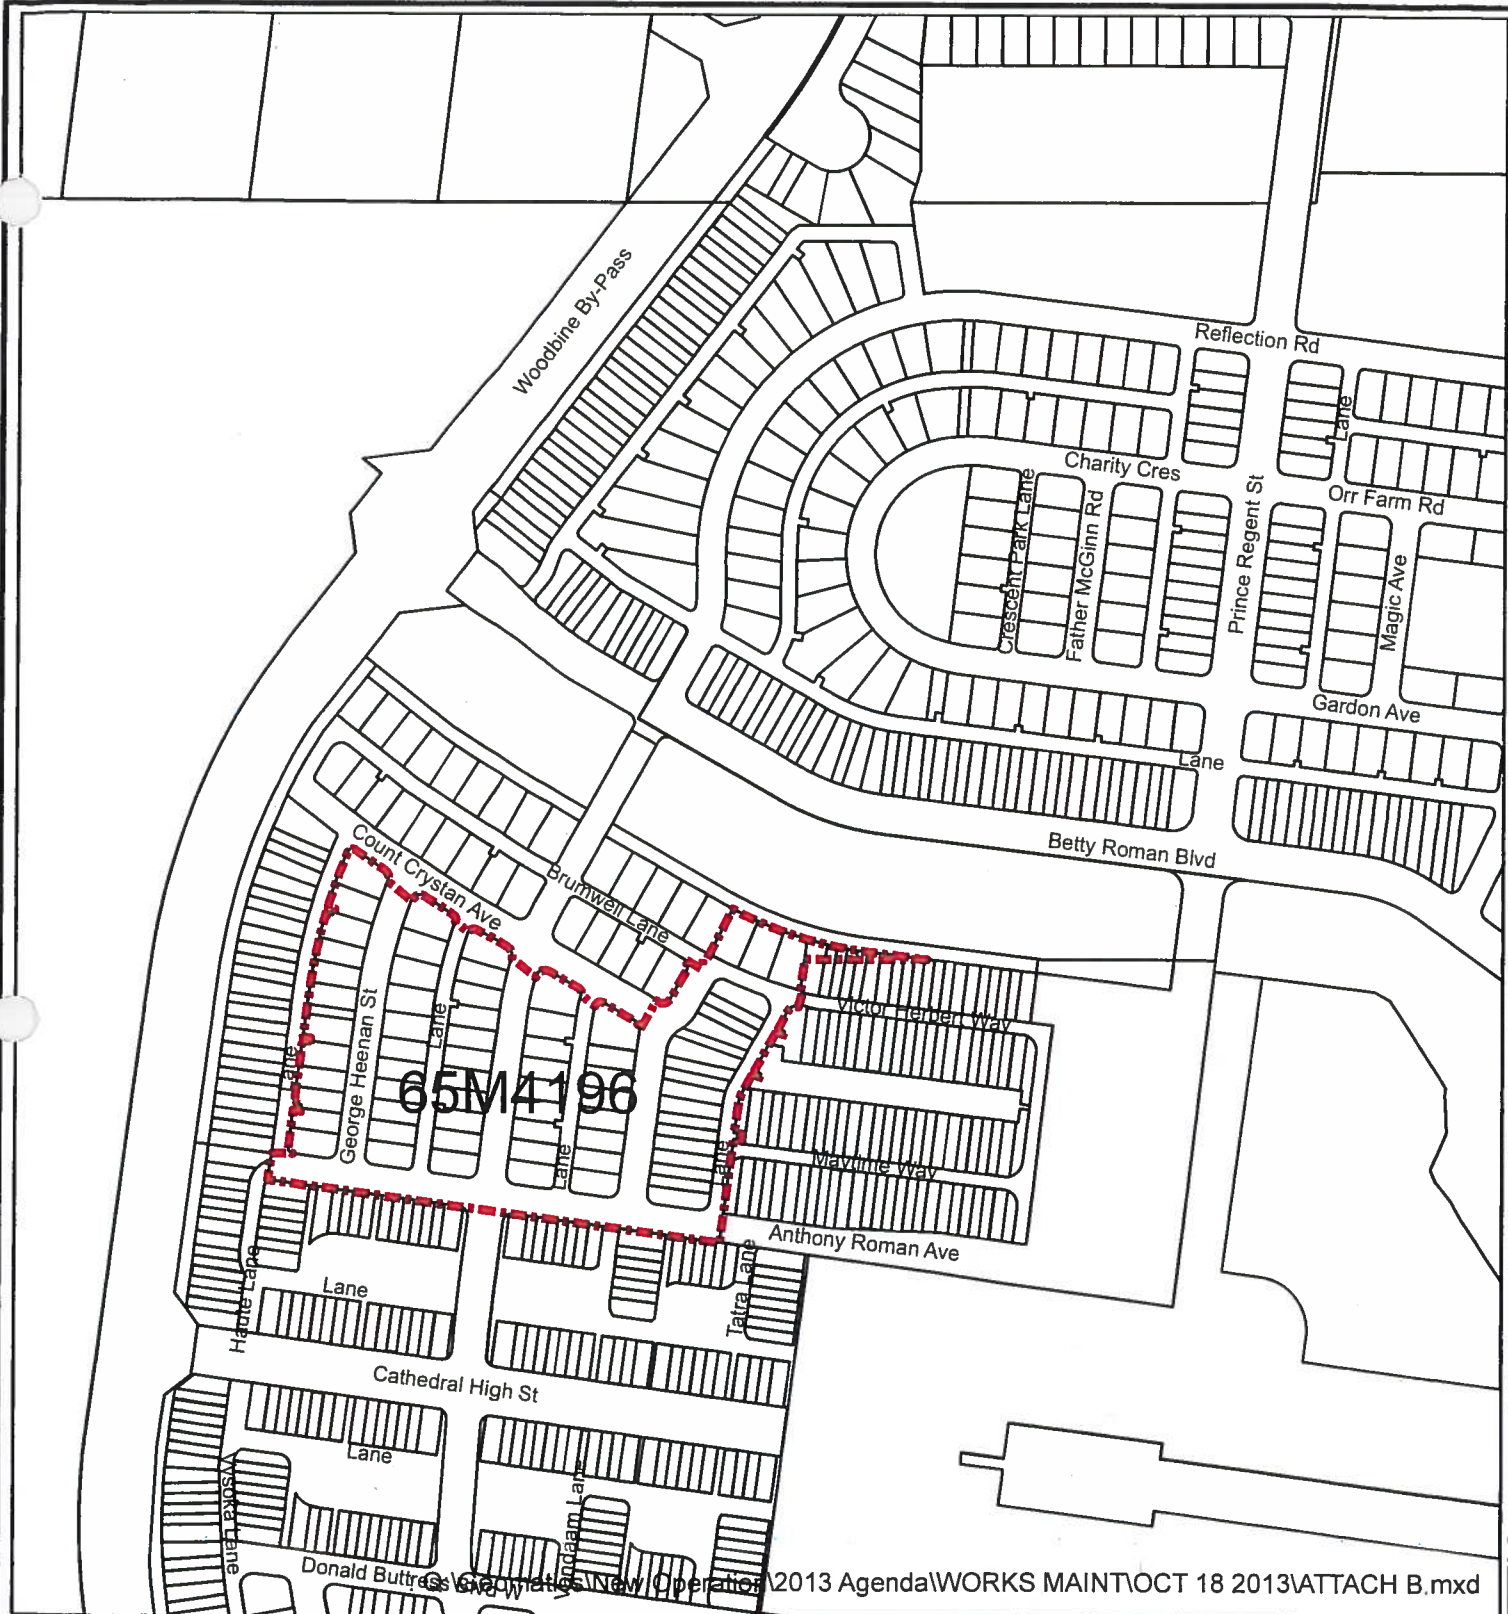 Woodbine By-Pass
Reflection Rd
Lane
Charity Cres
Orr Farm Rd
Crescent Park Lane
Father McGinn Rd
Prince Regent St
Magic Ave
Gardon Ave
Lane
Betty Roman Blvd
Count Crystan Ave
Brumwell Lane
Victor Herbert Way
George Heenan St
Lane
Lane
65M4196
Lane
Lane
Maytime Way
Anthony Roman Ave
Haute Lane
Lane
Tatra Lane
Cathedral High St
Lane
Vysoka Lane
Vandaam Lane
Donald Buttress Blvd W
Q:\Geomatics\New Operation\2013 Agenda\WORKS MAINT\OCT 18 2013\ATTACH B.mxd